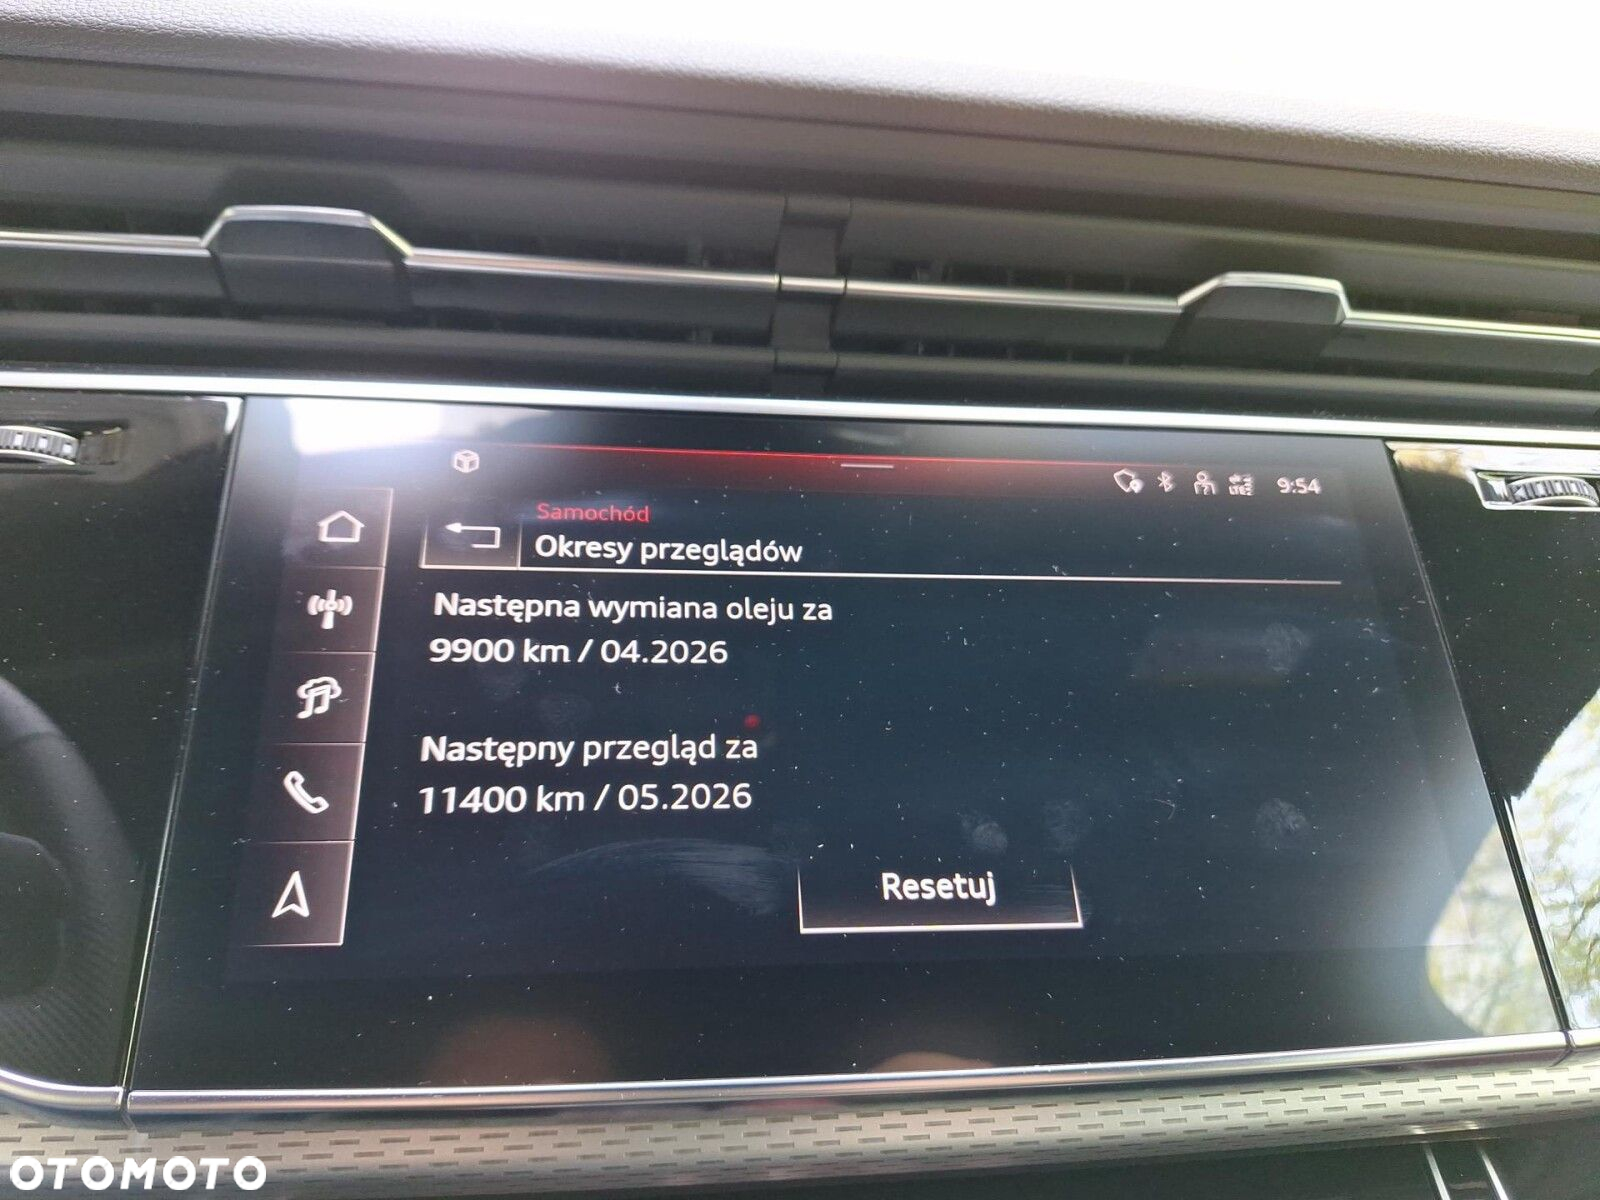 9:54
Samochód
Okresy przeglądów
Następna wymiana oleju za
9900 km / 04.2026
Następny przegląd za
11400 km / 05.2026
Resetuj
OTOMOTO